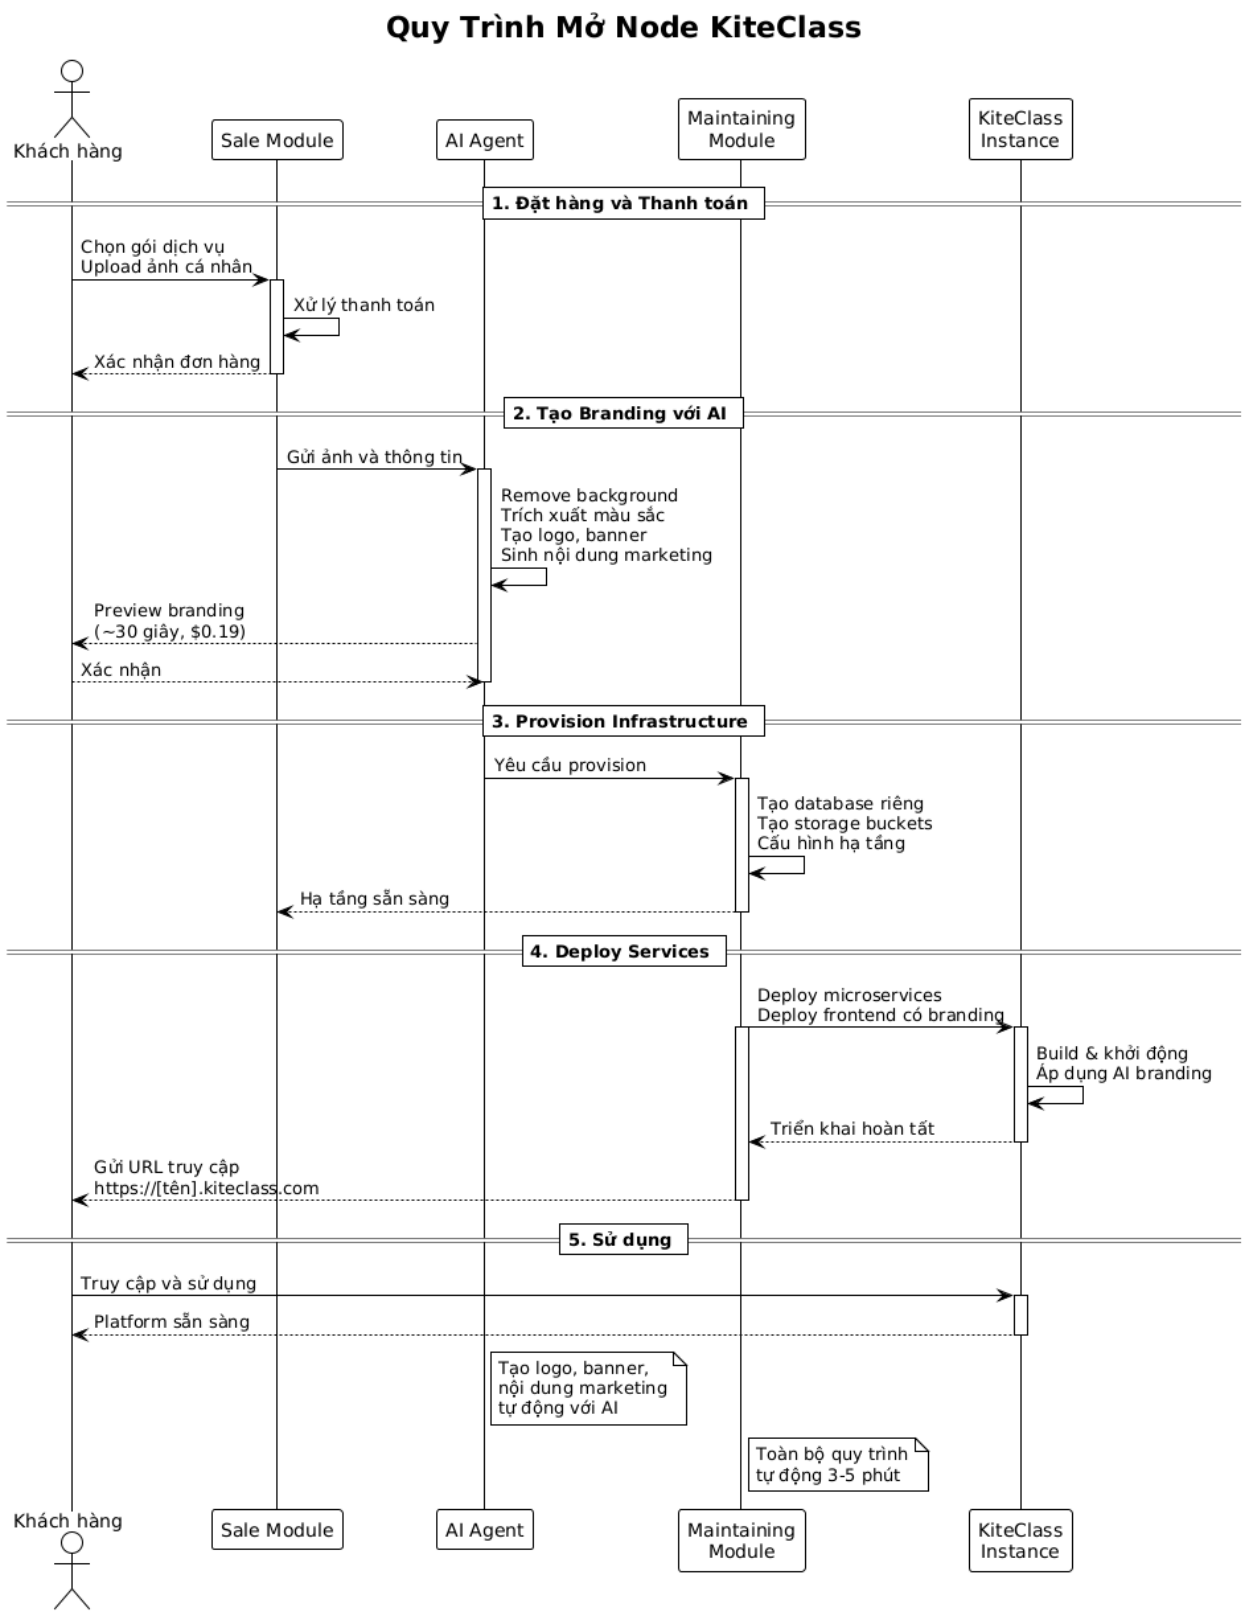 Quy Trình Mở Node KiteClass
Khách hàng
Sale Module
AI Agent
Maintaining
Module
KiteClass
Instance
1. Đặt hàng và Thanh toán
Chọn gói dịch vụ
Upload ảnh cá nhân
Xử lý thanh toán
Xác nhận đơn hàng
2. Tạo Branding với AI
Gửi ảnh và thông tin
Remove background
Trích xuất màu sắc
Tạo logo, banner
Sinh nội dung marketing
Preview branding
(~30 giây, $0.19)
Xác nhận
3. Provision Infrastructure
Yêu cầu provision
Tạo database riêng
Tạo storage buckets
Cấu hình hạ tầng
Hạ tầng sẵn sàng
4. Deploy Services
Deploy microservices
Deploy frontend có branding
Build & khởi động
Áp dụng AI branding
Triển khai hoàn tất
Gửi URL truy cập
https://[tên].kiteclass.com
5. Sử dụng
Truy cập và sử dụng
Platform sẵn sàng
Tạo logo, banner,
nội dung marketing
tự động với AI
Toàn bộ quy trình
tự động 3-5 phút
Khách hàng
Sale Module
AI Agent
Maintaining
Module
KiteClass
Instance